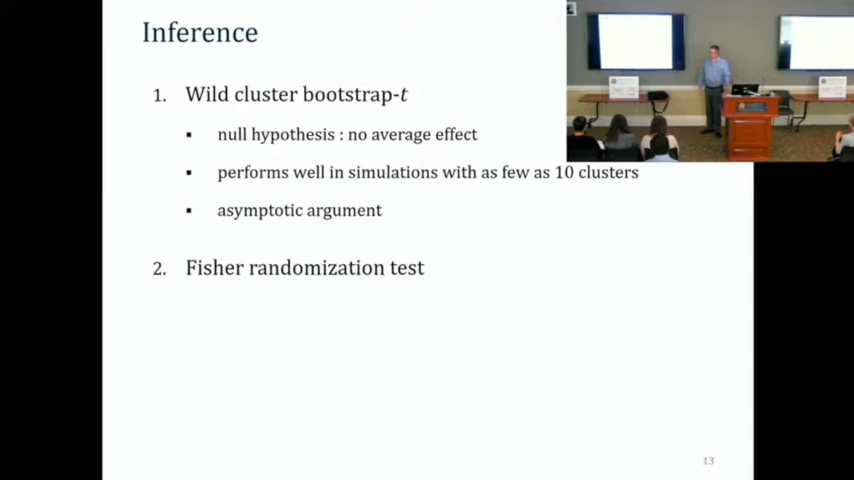 Inference
1. Wild cluster bootstrap-t
▪ null hypothesis : no average effect
▪ performs well in simulations with as few as 10 clusters
▪ asymptotic argument
2. Fisher randomization test
13